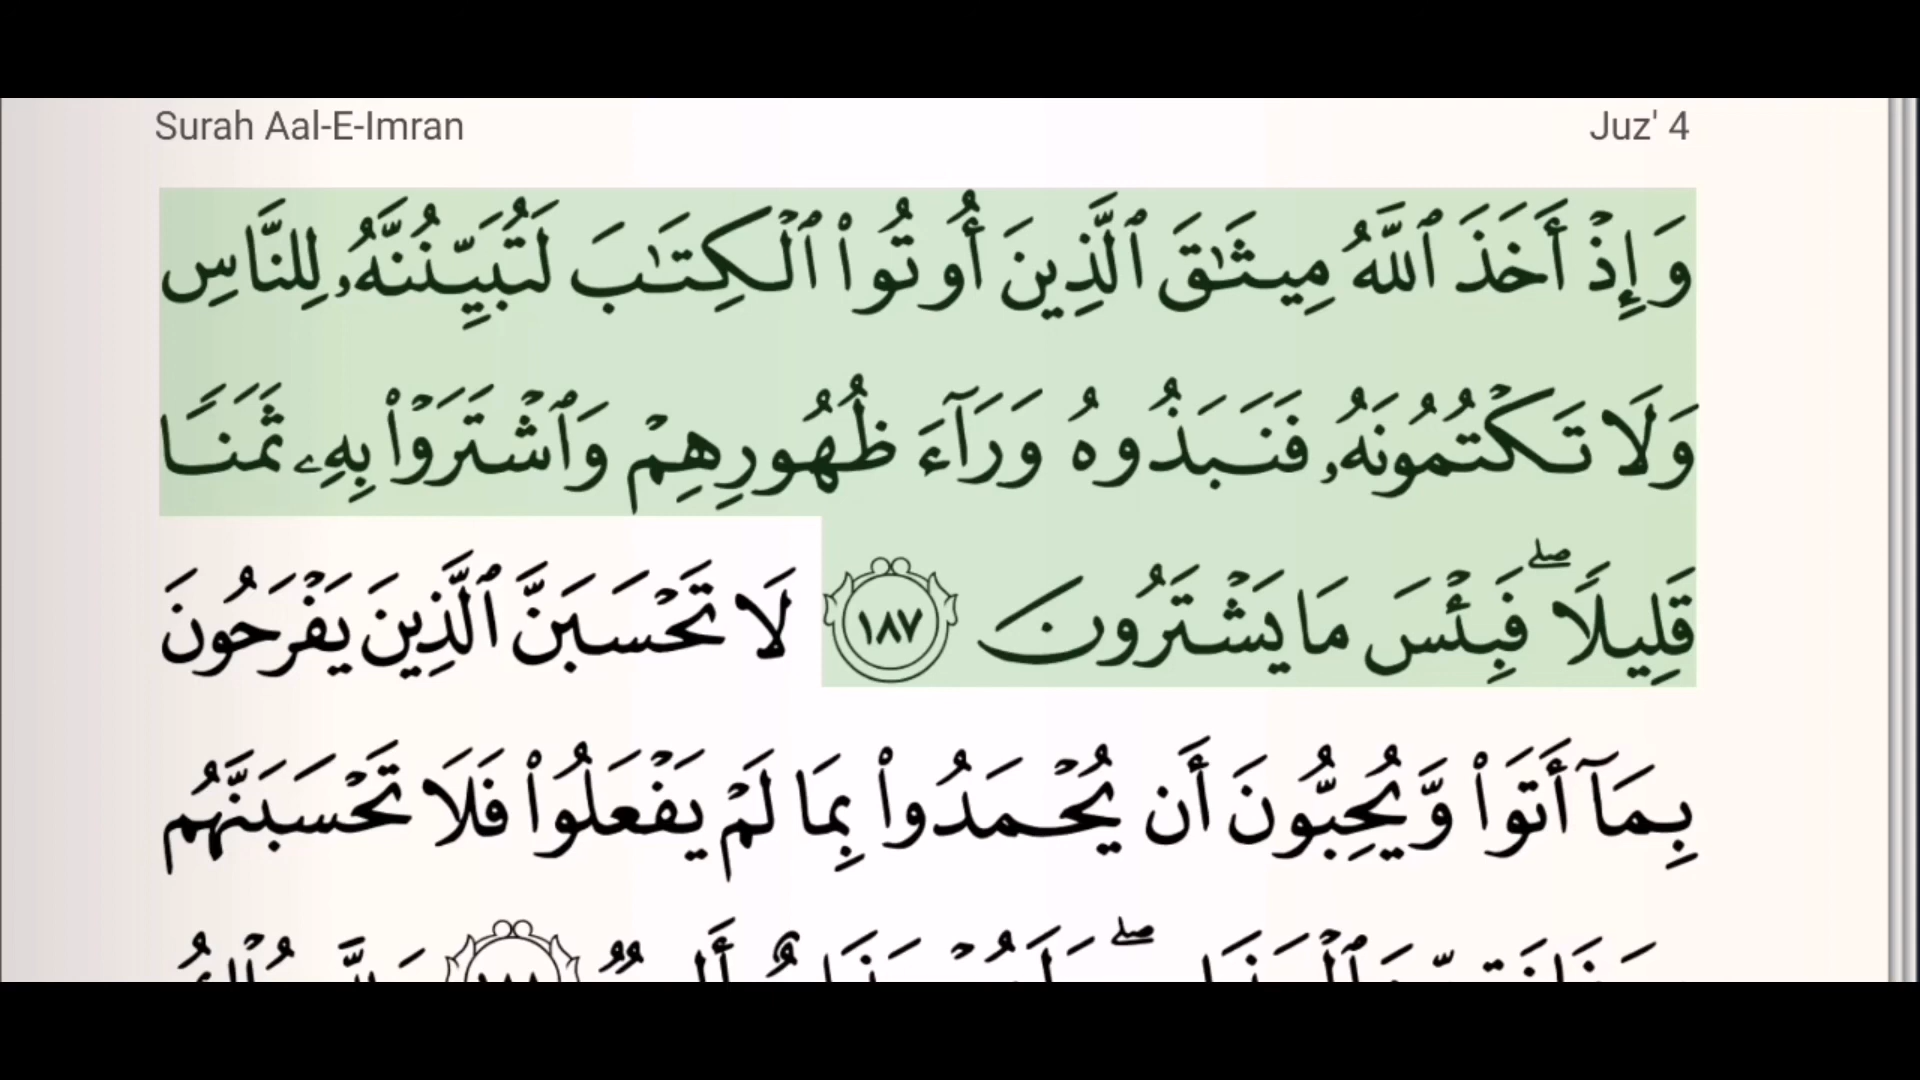 Surah Aal-E-Imran
Juz' 4
وَإِذۡ أَخَذَ ٱللَّهُ مِيثَٰقَ ٱلَّذِينَ أُوتُواْ ٱلۡكِتَٰبَ لَتُبَيِّنُنَّهُۥ لِلنَّاسِ
وَلَا تَكۡتُمُونَهُۥ فَنَبَذُوهُ وَرَآءَ ظُهُورِهِمۡ وَٱشۡتَرَوۡاْ بِهِۦ ثَمَنٗا
قَلِيلٗاۖ فَبِئۡسَ مَا يَشۡتَرُونَ ١٨٧ لَا تَحۡسَبَنَّ ٱلَّذِينَ يَفۡرَحُونَ
بِمَآ أَتَواْ وَّيُحِبُّونَ أَن يُحۡمَدُواْ بِمَا لَمۡ يَفۡعَلُواْ فَلَا تَحۡسَبَنَّهُم